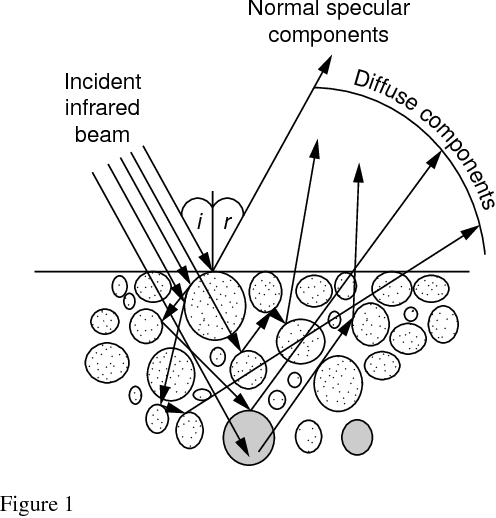 Normal specular
components
Incident
infrared
beam
Diffuse components
i
r
Figure 1